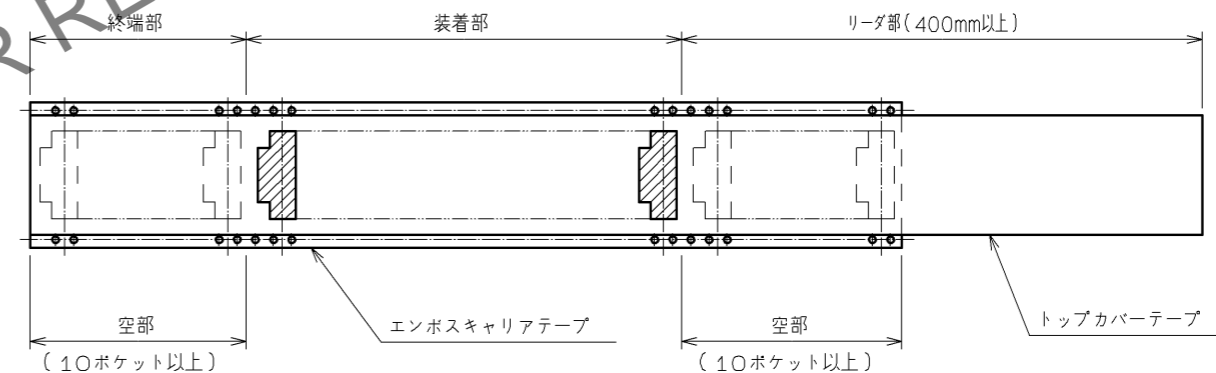 R RE
終端部
装着部
リーダ部(400mm以上)
空部
(10ポケット以上)
エンボスキャリアテープ
空部
(10ポケット以上)
トップカバーテープ